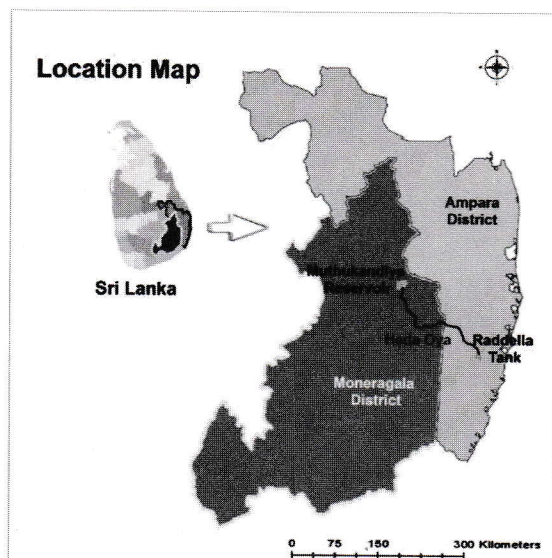 Location Map
Ampara
District
Sri Lanka
Muthukandiya
Reservoir
Heda Oya
Raddella
Tank
Moneragala
District
0 75 150 300 Kilometers